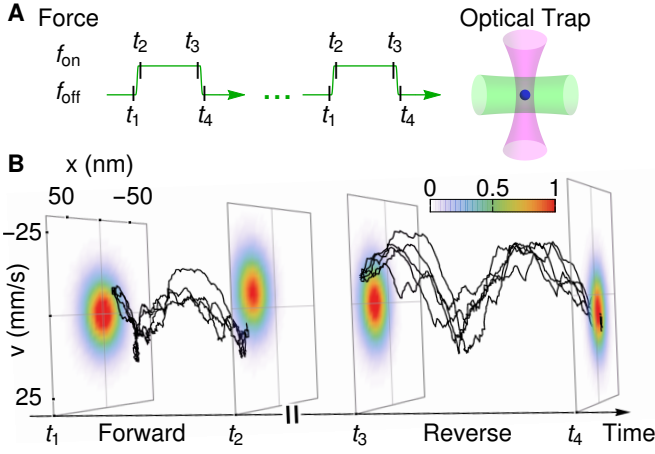 A Force Optical Trap
t2 t3 t2 t3
fon
foff
...
t1 t4 t1 t4
B x (nm)
50 −50
0 0.5 1
−25
v (mm/s)
25
t1 Forward t2 t3 Reverse t4 Time